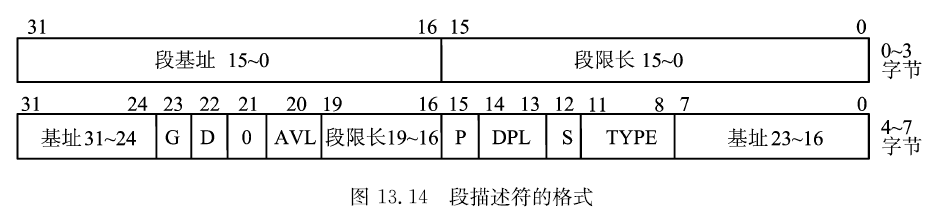 31 16 15 0
段基址 15~0 段限长 15~0 0~3字节
31 24 23 22 21 20 19 16 15 14 13 12 11 8 7 0
基址31~24 G D 0 AVL 段限长19~16 P DPL S TYPE 基址23~16 4~7字节
图 13.14 段描述符的格式